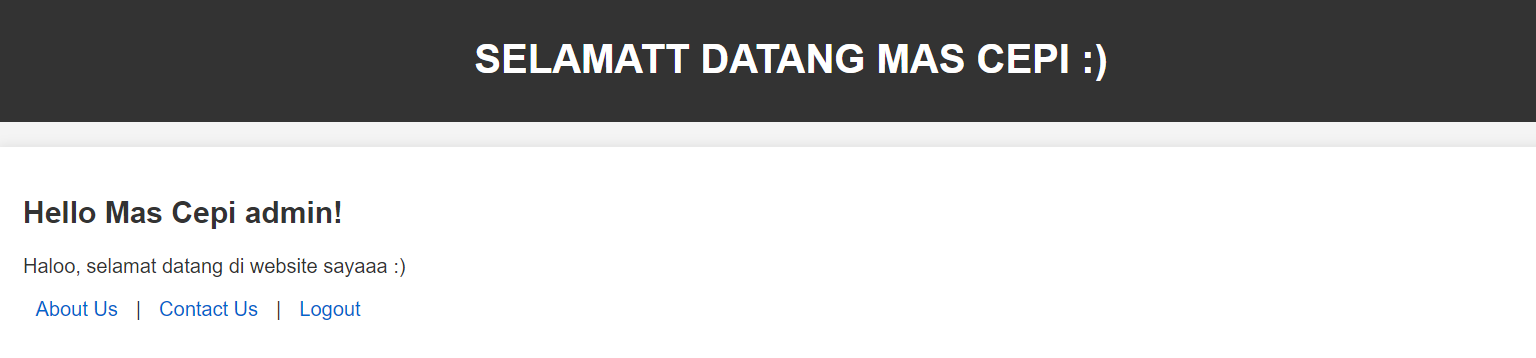 SELAMATT DATANG MAS CEPI :)
Hello Mas Cepi admin!
Haloo, selamat datang di website sayaaa :)
About Us | Contact Us | Logout